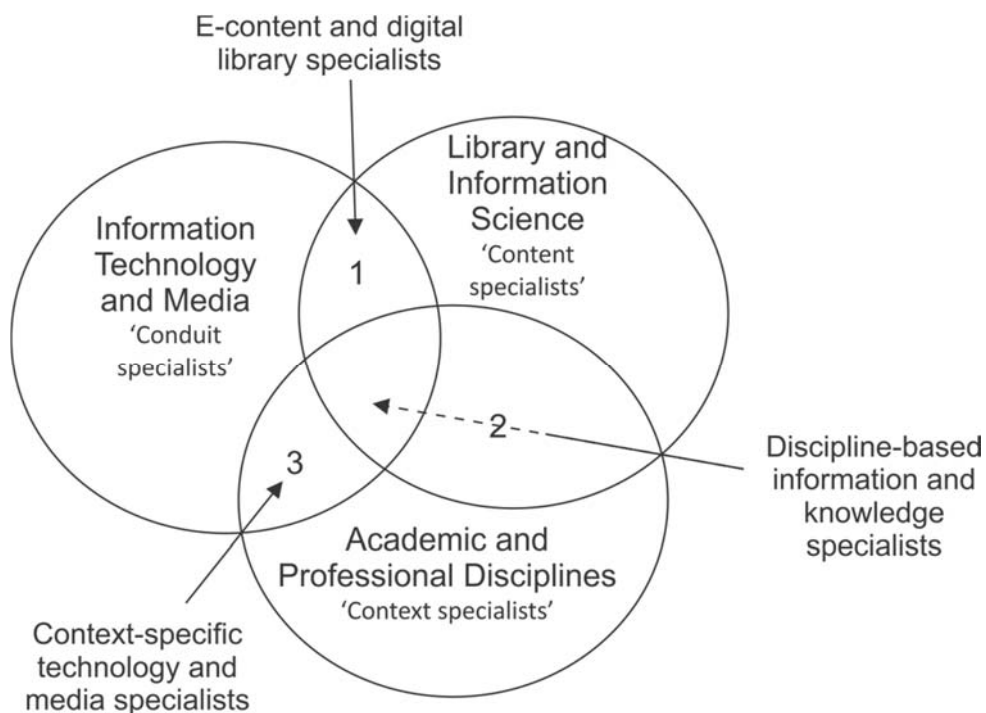 E-content and digital
library specialists
Library and
Information
Science
‘Content
specialists’
Information
Technology
and Media
‘Conduit
specialists’
1
2
3
Discipline-based
information and
knowledge
specialists
Academic and
Professional Disciplines
‘Context specialists’
Context-specific
technology and
media specialists